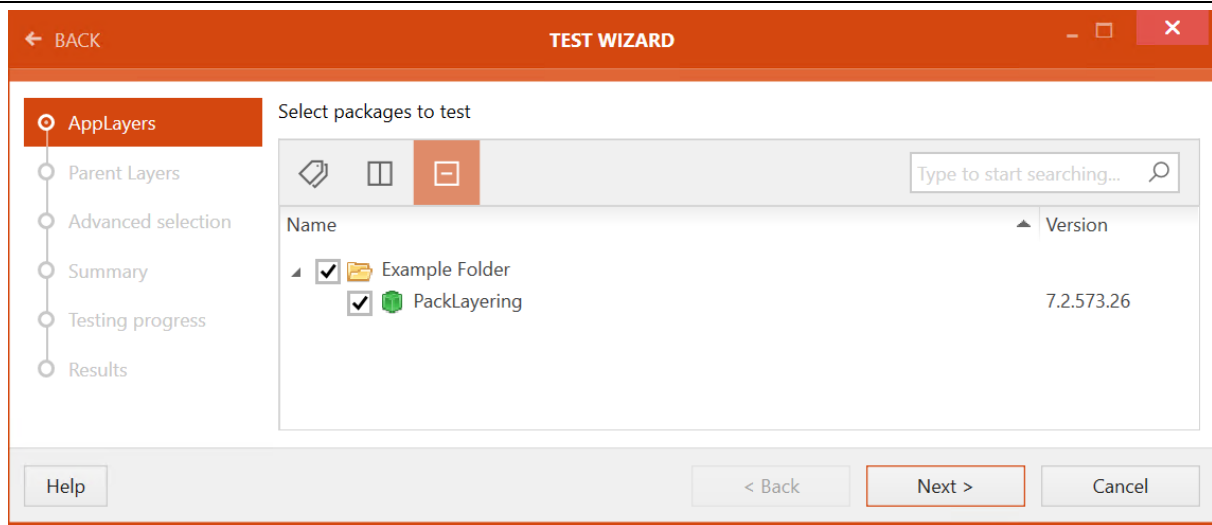 BACK
TEST WIZARD
AppLayers
Parent Layers
Advanced selection
Summary
Testing progress
Results
Select packages to test
Type to start searching...
Name
Version
Example Folder
PackLayering
7.2.573.26
Help
< Back
Next >
Cancel